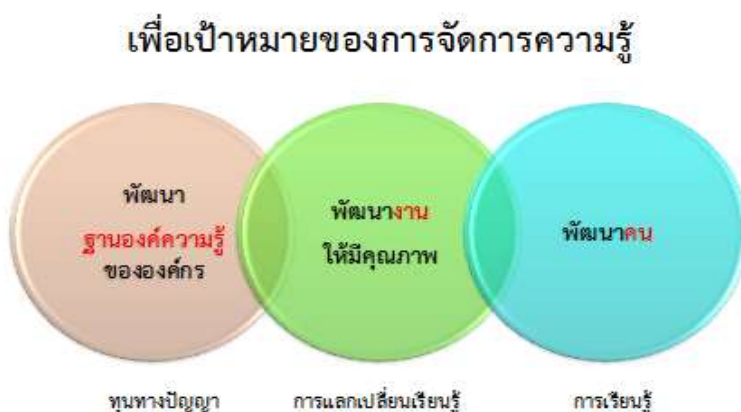 เพื่อเป้าหมายของการจัดการความรู้
พัฒนา
ฐานองค์ความรู้
ขององค์กร
พัฒนางาน
ให้มีคุณภาพ
พัฒนาคน
ทุนทางปัญญา
การแลกเปลี่ยนเรียนรู้
การเรียนรู้